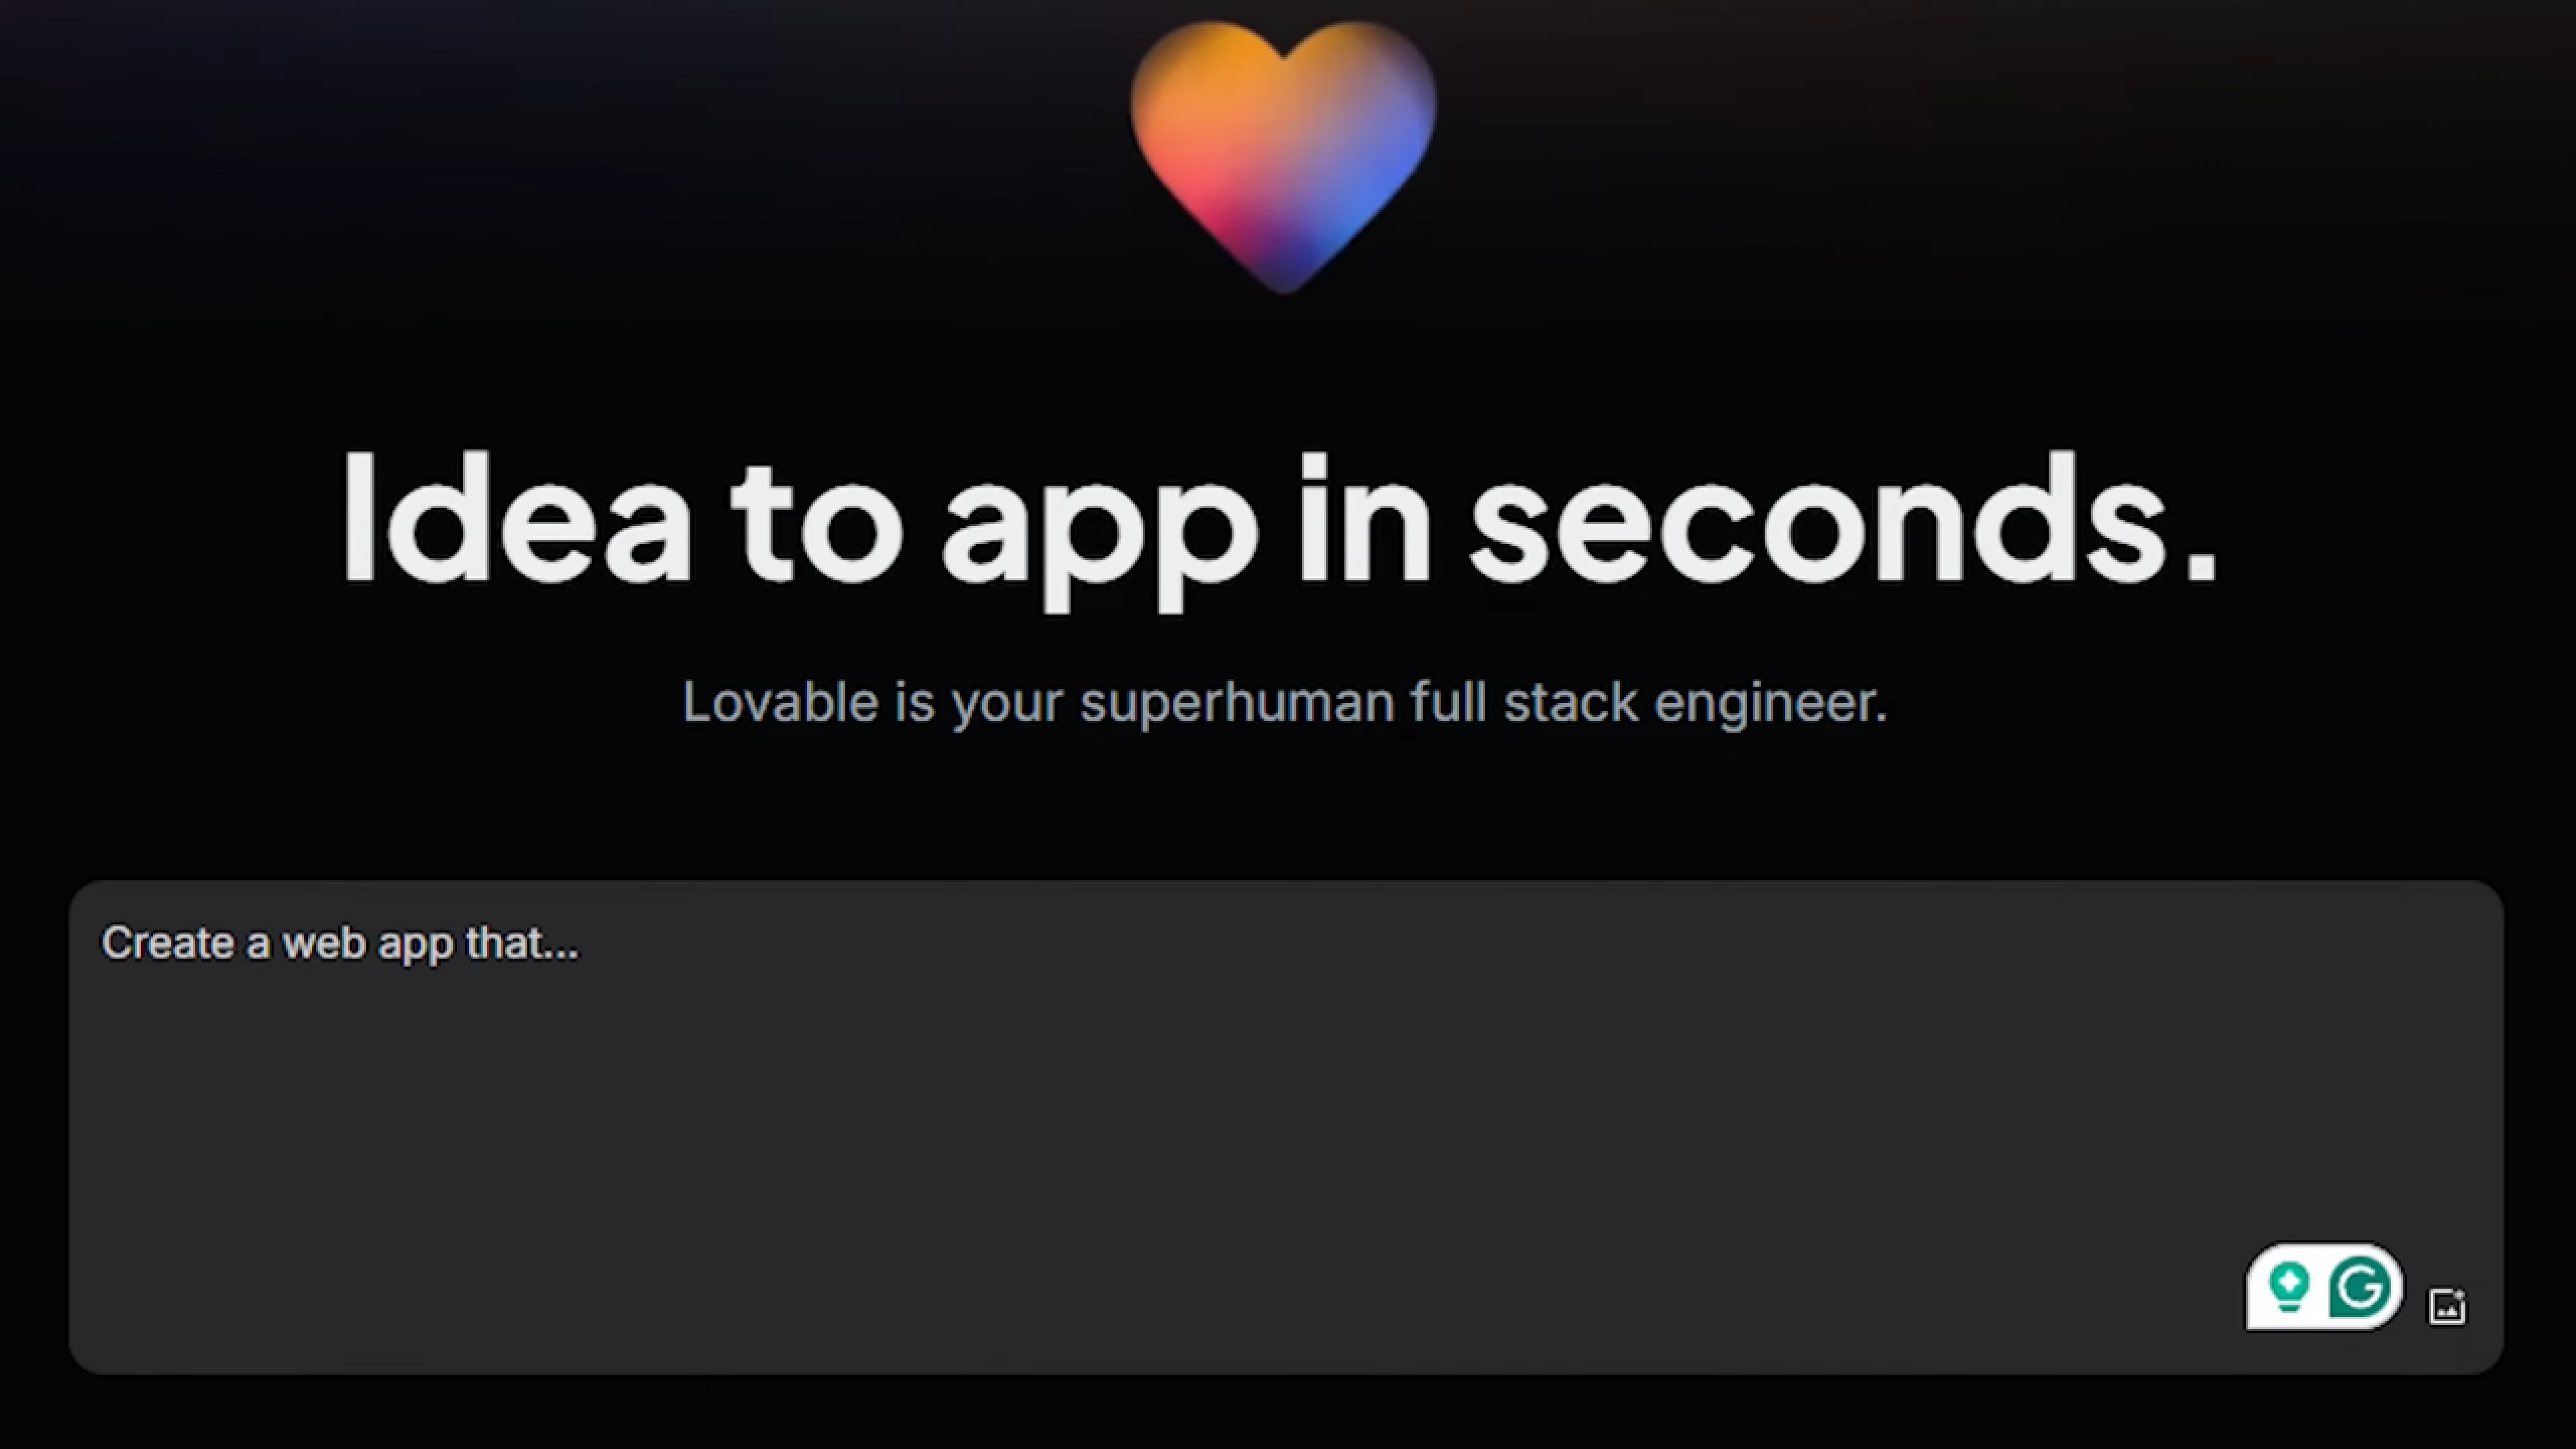 Idea to app in seconds.
Lovable is your superhuman full stack engineer.
Create a web app that...